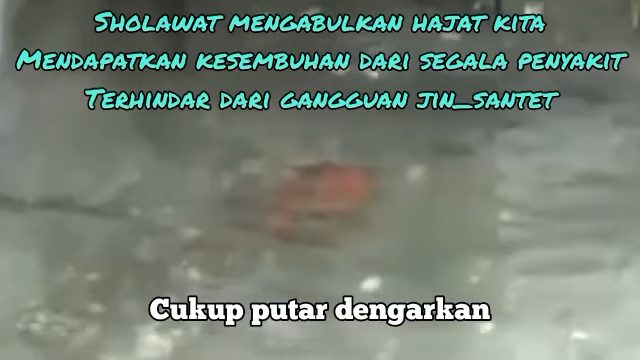 Sholawat mengabulkan hajat kita
Mendapatkan kesembuhan dari segala penyakit
Terhindar dari gangguan jin_santet
Cukup putar dengarkan